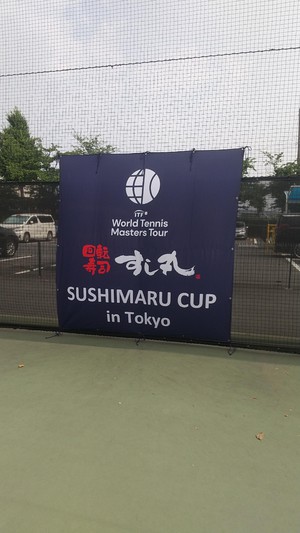 ITF
World Tennis
Masters Tour
回転
寿司
すし丸
SUSHIMARU CUP
in Tokyo